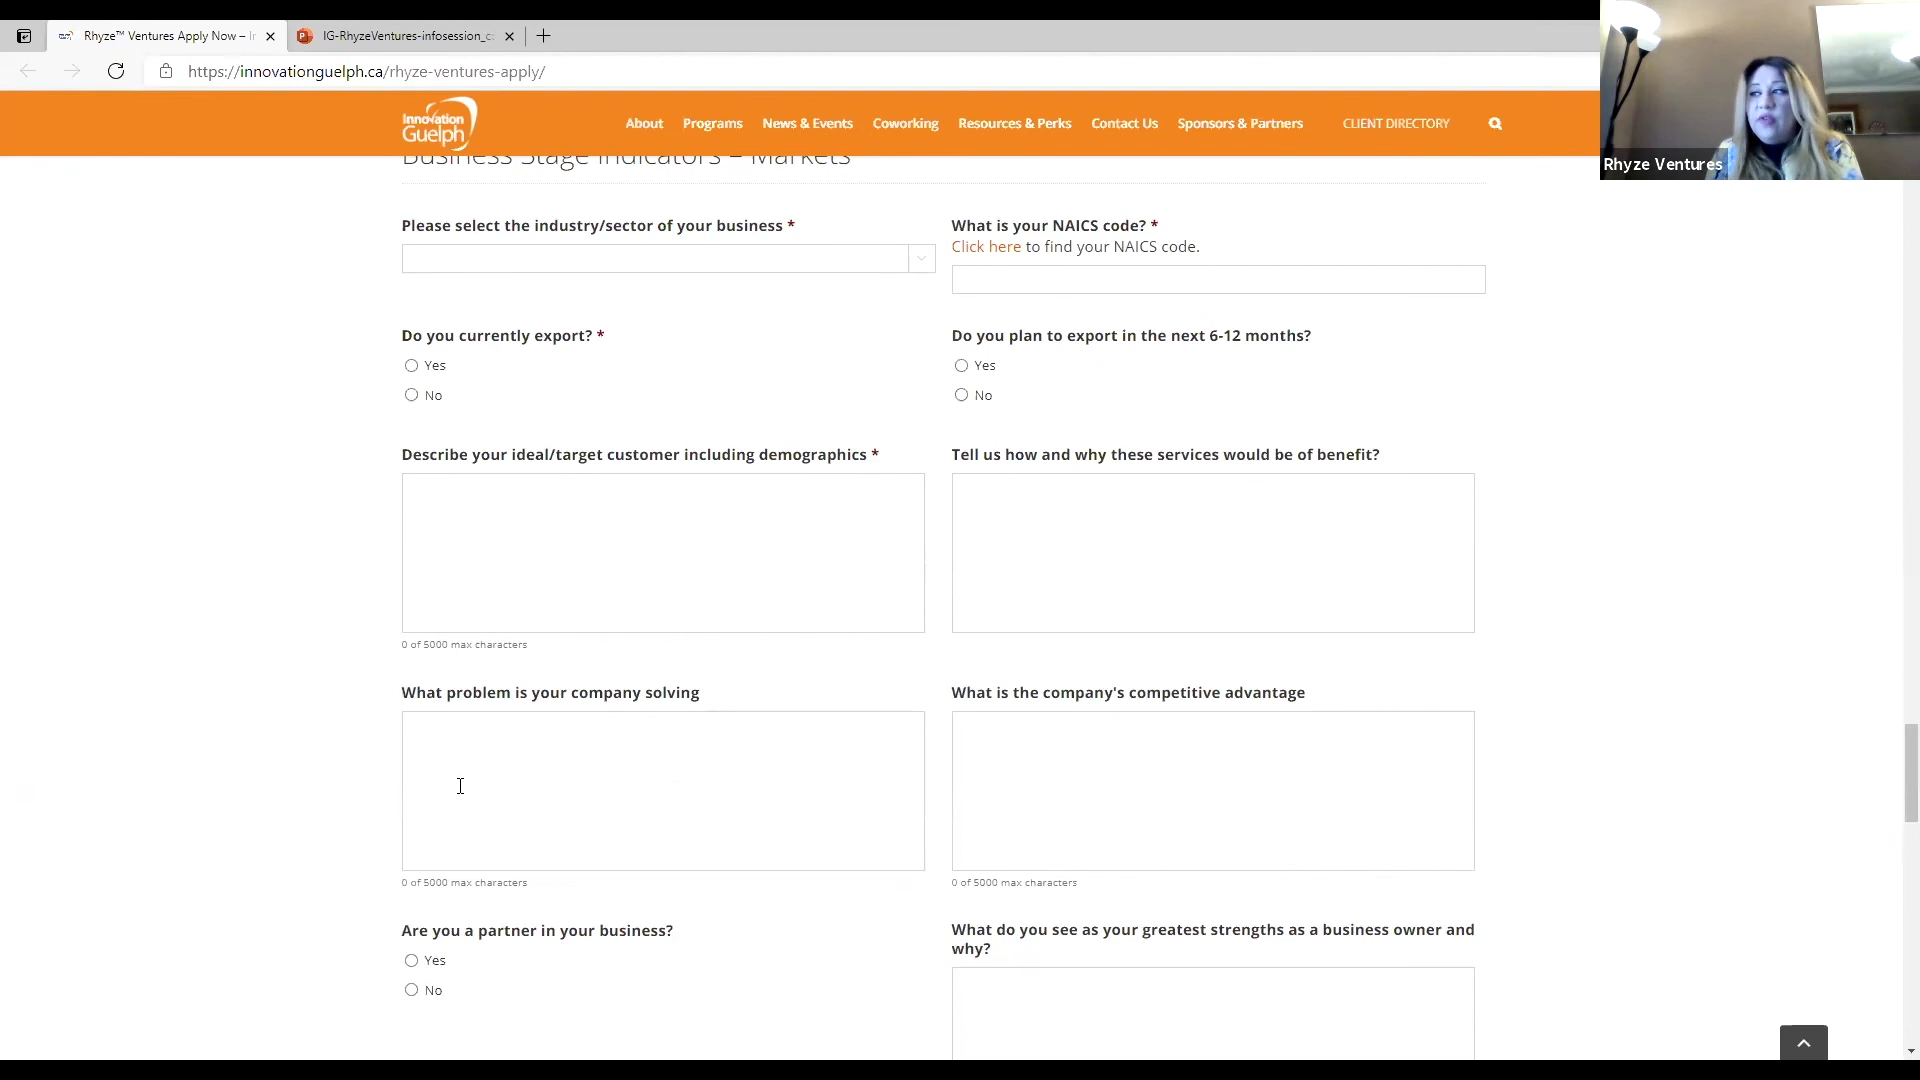 Rhyze™ Ventures Apply Now – I
IG-RhyzeVentures-infosession_c
https://innovationguelph.ca/rhyze-ventures-apply/
Innovation
Guelph
About
Programs
News & Events
Coworking
Resources & Perks
Contact Us
Sponsors & Partners
CLIENT DIRECTORY
Rhyze Ventures
Business Stage Indicators – Markets
Please select the industry/sector of your business *
What is your NAICS code? *
Click here to find your NAICS code.
Do you currently export? *
Yes
No
Do you plan to export in the next 6-12 months?
Yes
No
Describe your ideal/target customer including demographics *
0 of 5000 max characters
Tell us how and why these services would be of benefit?
What problem is your company solving
0 of 5000 max characters
What is the company's competitive advantage
0 of 5000 max characters
Are you a partner in your business?
Yes
No
What do you see as your greatest strengths as a business owner and
why?